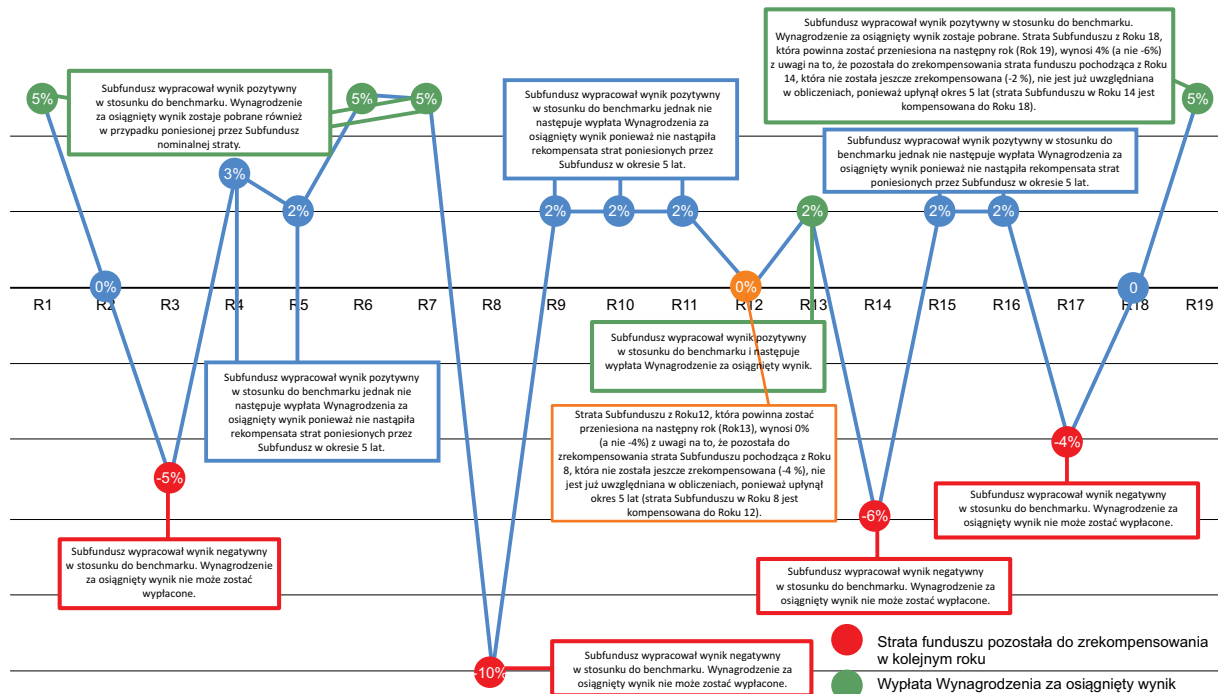 Subfundusz wypracował wynik pozytywny w stosunku do benchmarku.
Wynagrodzenie za osiągnięty wynik zostaje pobrane. Strata Subfunduszu z Roku 18,
która powinna zostać przeniesiona na następny rok (Rok 19), wynosi 4% (a nie -6%)
z uwagi na to, że pozostała do zrekompensowania strata funduszu pochodząca z Roku
14, która nie została jeszcze zrekompensowana (-2 %), nie jest już uwzględniana
w obliczeniach, ponieważ upłynął okres 5 lat (strata Subfunduszu w Roku 14 jest
kompensowana do Roku 18).
5%
Subfundusz wypracował wynik pozytywny
w stosunku do benchmarku. Wynagrodzenie
za osiągnięty wynik zostaje pobrane również
w przypadku poniesionej przez Subfundusz
nominalnej straty.
5%
5%
Subfundusz wypracował wynik pozytywny
w stosunku do benchmarku jednak nie
następuje wypłata Wynagrodzenia za
osiągnięty wynik ponieważ nie nastąpiła
rekompensata strat poniesionych przez
Subfundusz w okresie 5 lat.
5%
Subfundusz wypracował wynik pozytywny w stosunku do
benchmarku jednak nie następuje wypłata Wynagrodzenia za
osiągnięty wynik ponieważ nie nastąpiła rekompensata strat
poniesionych przez Subfundusz w okresie 5 lat.
3%
2%
2%
2%
2%
2%
2%
2%
0%
0%
0
R1
R2
R3
R4
R5
R6
R7
R8
R9
R10
R11
R12
R13
R14
R15
R16
R17
R18
R19
Subfundusz wypracował wynik pozytywny
w stosunku do benchmarku i następuje
wypłata Wynagrodzenie za osiągnięty wynik.
Subfundusz wypracował wynik pozytywny
w stosunku do benchmarku jednak nie
następuje wypłata Wynagrodzenia za
osiągnięty wynik ponieważ nie nastąpiła
rekompensata strat poniesionych przez
Subfundusz w okresie 5 lat.
Strata Subfunduszu z Roku12, która powinna zostać
przeniesiona na następny rok (Rok13), wynosi 0%
(a nie -4%) z uwagi na to, że pozostała do
zrekompensowania strata Subfunduszu pochodząca z Roku
8, która nie została jeszcze zrekompensowana (-4 %), nie
jest już uwzględniana w obliczeniach, ponieważ upłynął
okres 5 lat (strata Subfunduszu w Roku 8 jest
kompensowana do Roku 12).
-5%
-4%
-6%
Subfundusz wypracował wynik negatywny
w stosunku do benchmarku. Wynagrodzenie za
osiągnięty wynik nie może zostać wypłacone.
Subfundusz wypracował wynik negatywny
w stosunku do benchmarku. Wynagrodzenie
za osiągnięty wynik nie może zostać
wypłacone.
Subfundusz wypracował wynik negatywny
w stosunku do benchmarku. Wynagrodzenie za
osiągnięty wynik nie może zostać wypłacone.
-10%
Subfundusz wypracował wynik negatywny
w stosunku do benchmarku. Wynagrodzenie za
osiągnięty wynik nie może zostać wypłacone.
Strata funduszu pozostała do zrekompensowania
w kolejnym roku
Wypłata Wynagrodzenia za osiągnięty wynik